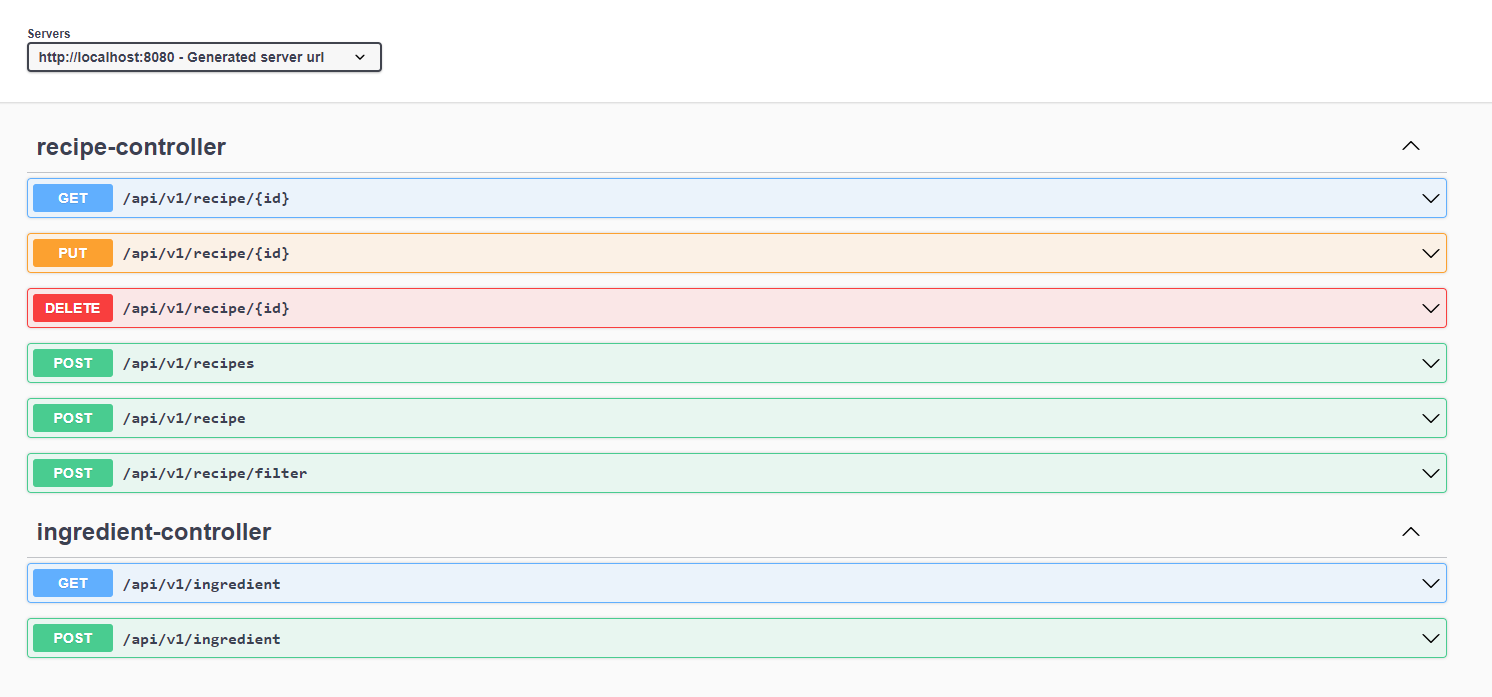 Servers
http://localhost:8080 - Generated server url
recipe-controller
GET /api/v1/recipe/{id}
PUT /api/v1/recipe/{id}
DELETE /api/v1/recipe/{id}
POST /api/v1/recipes
POST /api/v1/recipe
POST /api/v1/recipe/filter
ingredient-controller
GET /api/v1/ingredient
POST /api/v1/ingredient